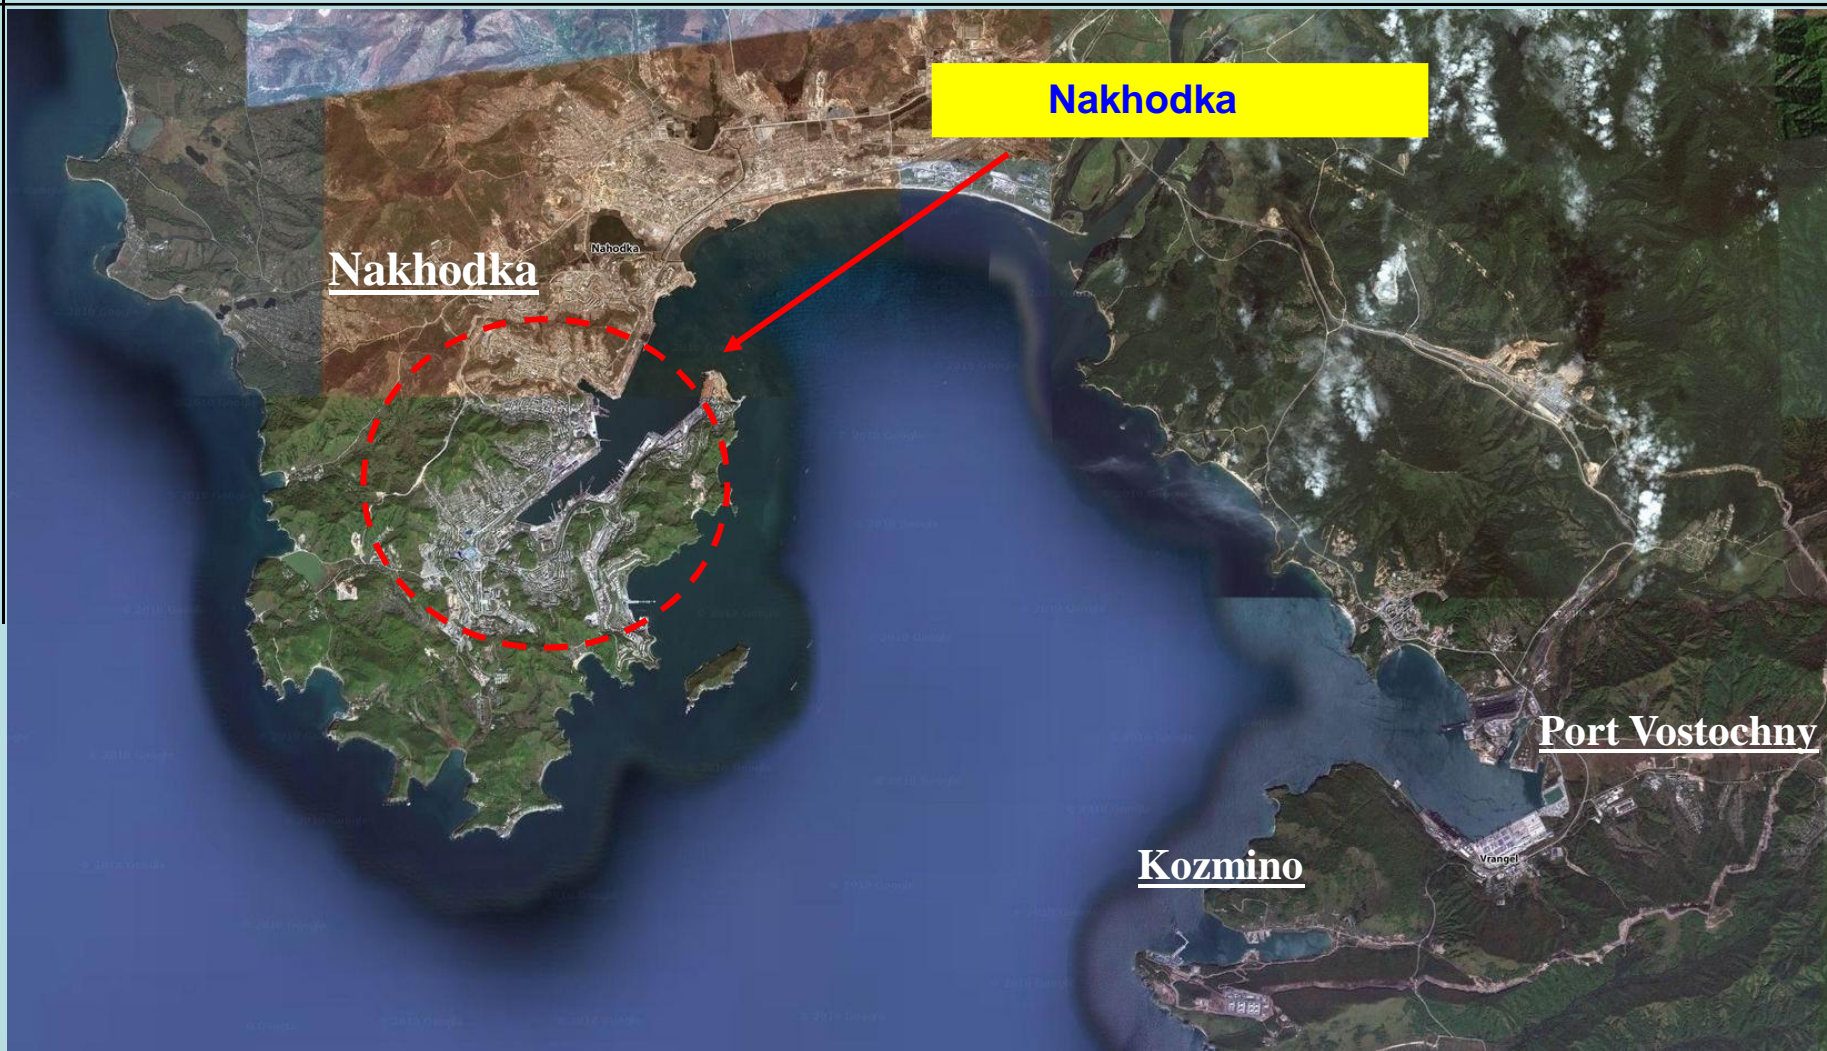 Nakhodka
Nahodka
Nakhodka
Port Vostochny
Kozmino
Vrangel